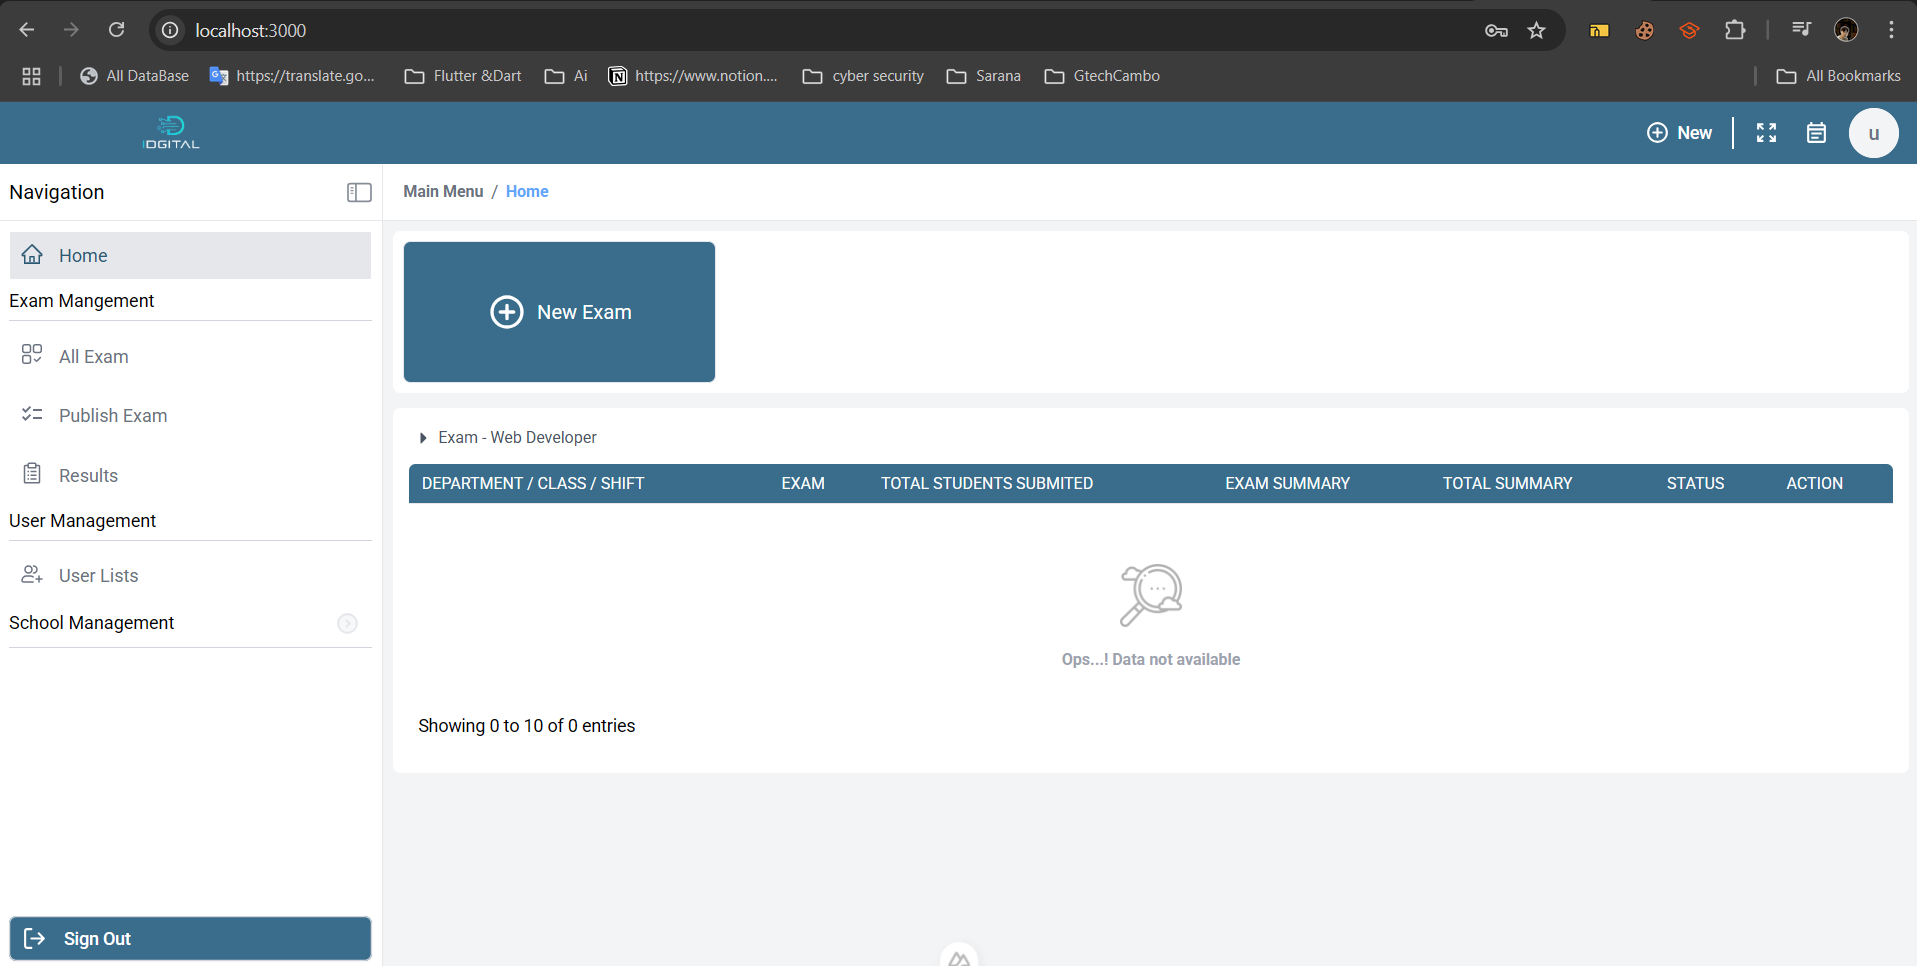 localhost:3000
All DataBase https://translate.go... Flutter &Dart Ai https://www.notion.... cyber security Sarana GtechCambo All Bookmarks
DGITAL New u
Navigation Main Menu / Home
Home
New Exam
Exam Mangement
All Exam
Publish Exam
Results
User Management
User Lists
School Management
Exam - Web Developer
DEPARTMENT / CLASS / SHIFT EXAM TOTAL STUDENTS SUBMITED EXAM SUMMARY TOTAL SUMMARY STATUS ACTION
Ops...! Data not available
Showing 0 to 10 of 0 entries
Sign Out